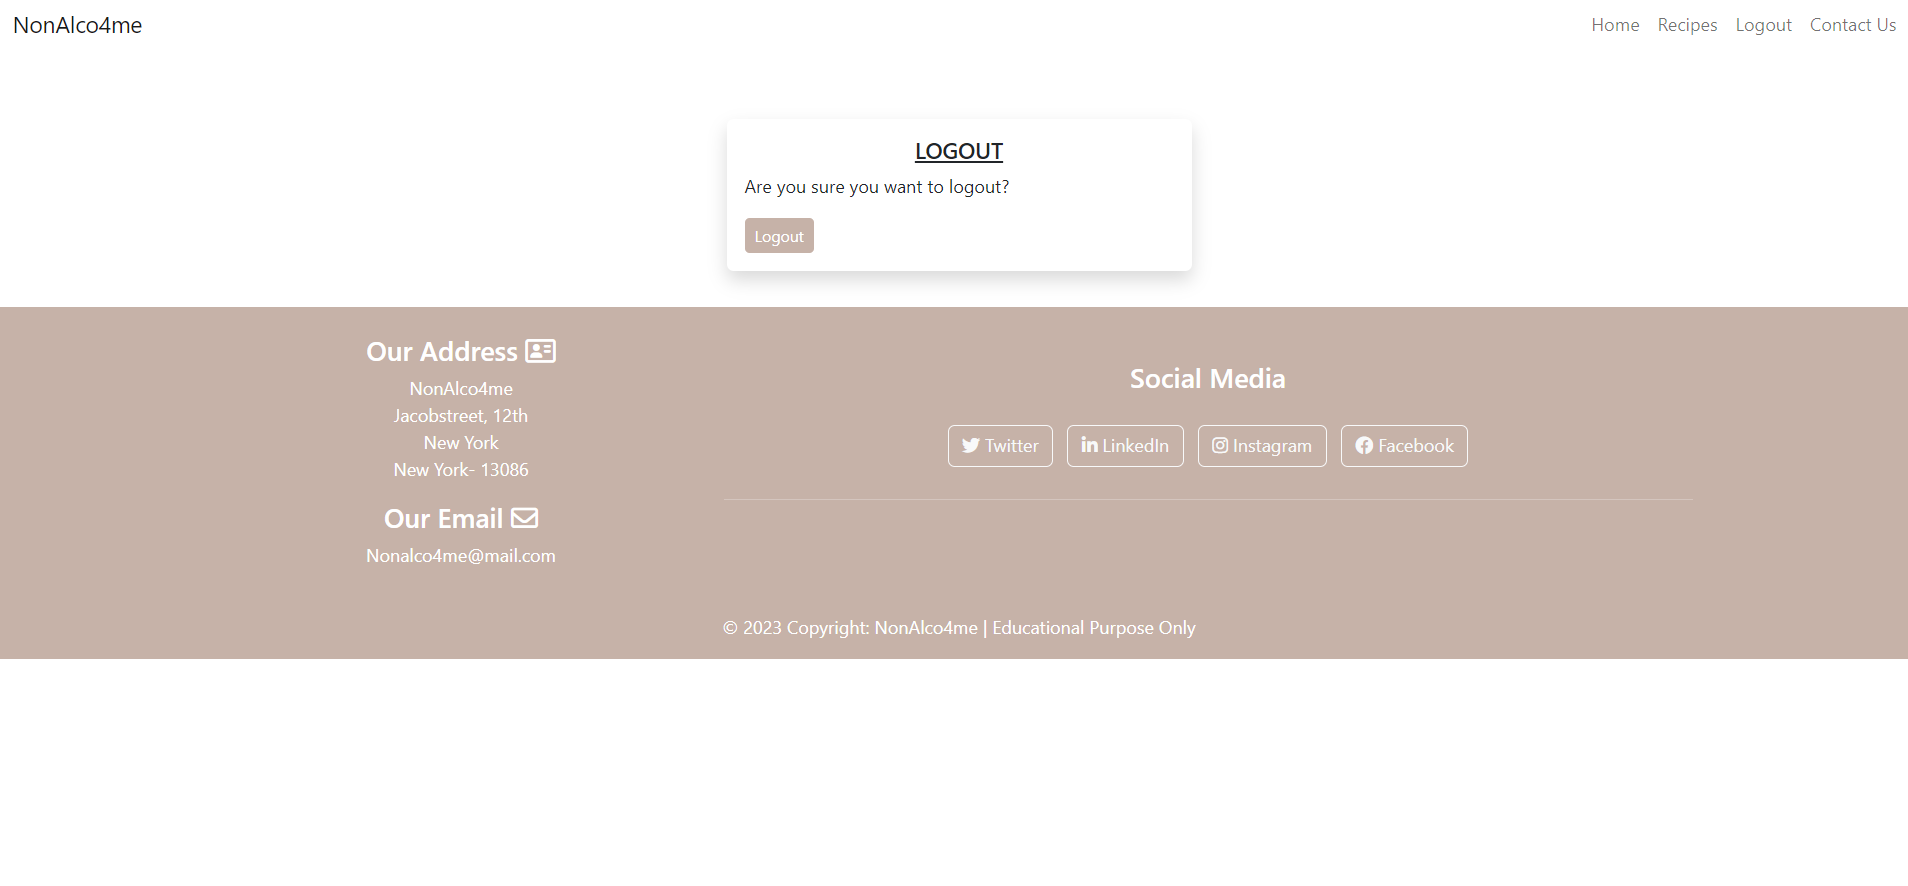 NonAlco4me
Home Recipes Logout Contact Us
LOGOUT
Are you sure you want to logout?
Logout
Our Address
NonAlco4me
Jacobstreet, 12th
New York
New York- 13086
Our Email
Nonalco4me@mail.com
Social Media
Twitter LinkedIn Instagram Facebook
© 2023 Copyright: NonAlco4me | Educational Purpose Only